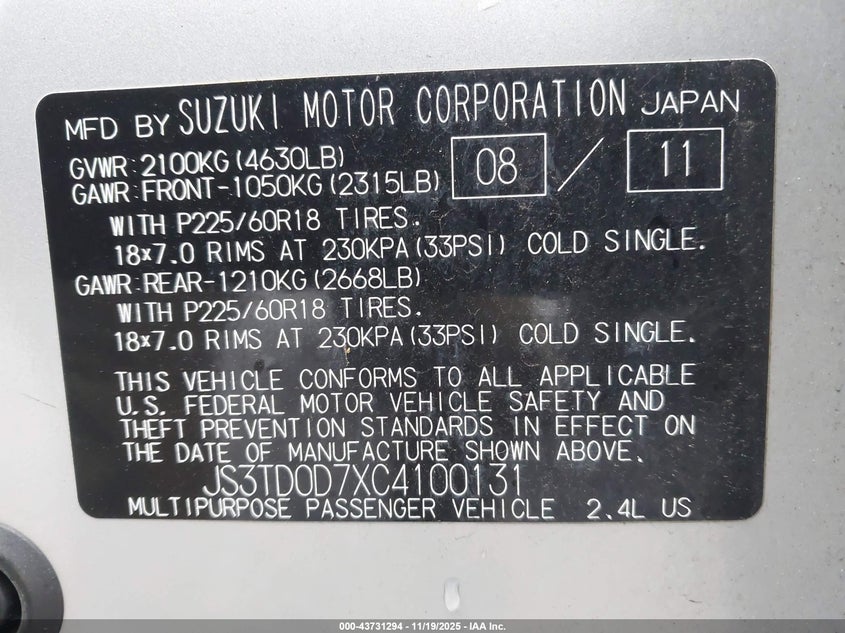 MFD BY SUZUKI MOTOR CORPORATION JAPAN
GVWR:2100KG(4630LB)
GAWR:FRONT-1050KG(2315LB) 08 / 11
WITH P225/60R18 TIRES.
18×7.0 RIMS AT 230KPA(33PSI) COLD SINGLE.
GAWR:REAR-1210KG(2668LB)
WITH P225/60R18 TIRES.
18×7.0 RIMS AT 230KPA(33PSI) COLD SINGLE.
THIS VEHICLE CONFORMS TO ALL APPLICABLE
U.S. FEDERAL MOTOR VEHICLE SAFETY AND
THEFT PREVENTION STANDARDS IN EFFECT ON
THE DATE OF MANUFACTURE SHOWN ABOVE.
JS3TD0D7XC4100131
MULTIPURPOSE PASSENGER VEHICLE 2.4L US
000-43731294 - 11/19/2025 - IAA Inc.